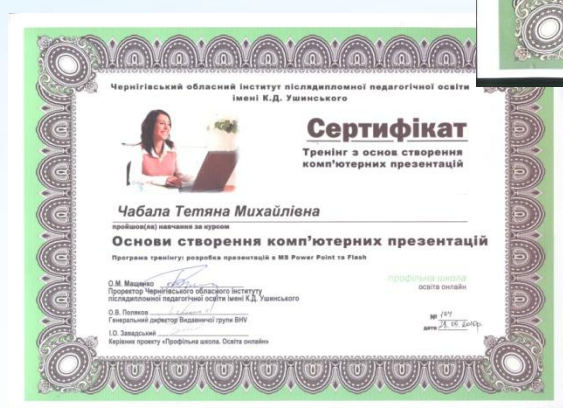 Чернігівський обласний інститут післядипломної педагогічної освіти
імені К.Д. Ушинського
Сертифікат
Тренінг з основ створення
комп'ютерних презентацій
Чабала Тетяна Михайлівна
пройшов(ла) навчання за курсом
Основи створення комп'ютерних презентацій
Програма тренінгу: розробка презентацій в MS Power Point та Flash
О.М. Мащенко
Проректор Чернігівського обласного інституту
післядипломної педагогічної освіти імені К.Д. Ушинського
О.В. Поляков
Генеральний директор Видавничої групи BHV
І.О. Завадський
Керівник проекту «Профільна школа. Освіта онлайн»
профільна школа
освіта онлайн
№
дата